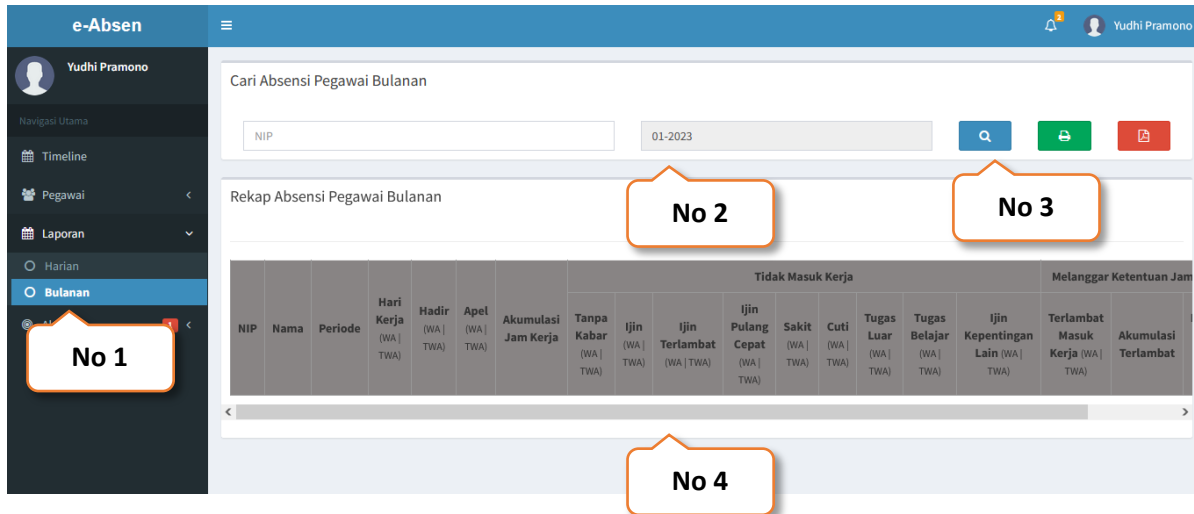 e-Absen
2
Yudhi Pramono
Yudhi Pramono
Navigasi Utama
Timeline
Pegawai
Laporan
Harian
Bulanan
1
No 1
Cari Absensi Pegawai Bulanan
NIP
01-2023
No 2
No 3
Rekap Absensi Pegawai Bulanan
Tidak Masuk Kerja
Melanggar Ketentuan Jam
NIP
Nama
Periode
Hari
Kerja
(WA |
TWA)
Hadir
(WA |
TWA)
Apel
(WA |
TWA)
Akumulasi
Jam Kerja
Tanpa
Kabar
(WA |
TWA)
Ijin
(WA |
TWA)
Ijin
Terlambat
(WA | TWA)
Ijin
Pulang
Cepat
(WA |
TWA)
Sakit
(WA |
TWA)
Cuti
(WA |
TWA)
Tugas
Luar
(WA |
TWA)
Tugas
Belajar
(WA |
TWA)
Ijin
Kepentingan
Lain (WA |
TWA)
Terlambat
Masuk
Kerja (WA |
TWA)
Akumulasi
Terlambat
No 4